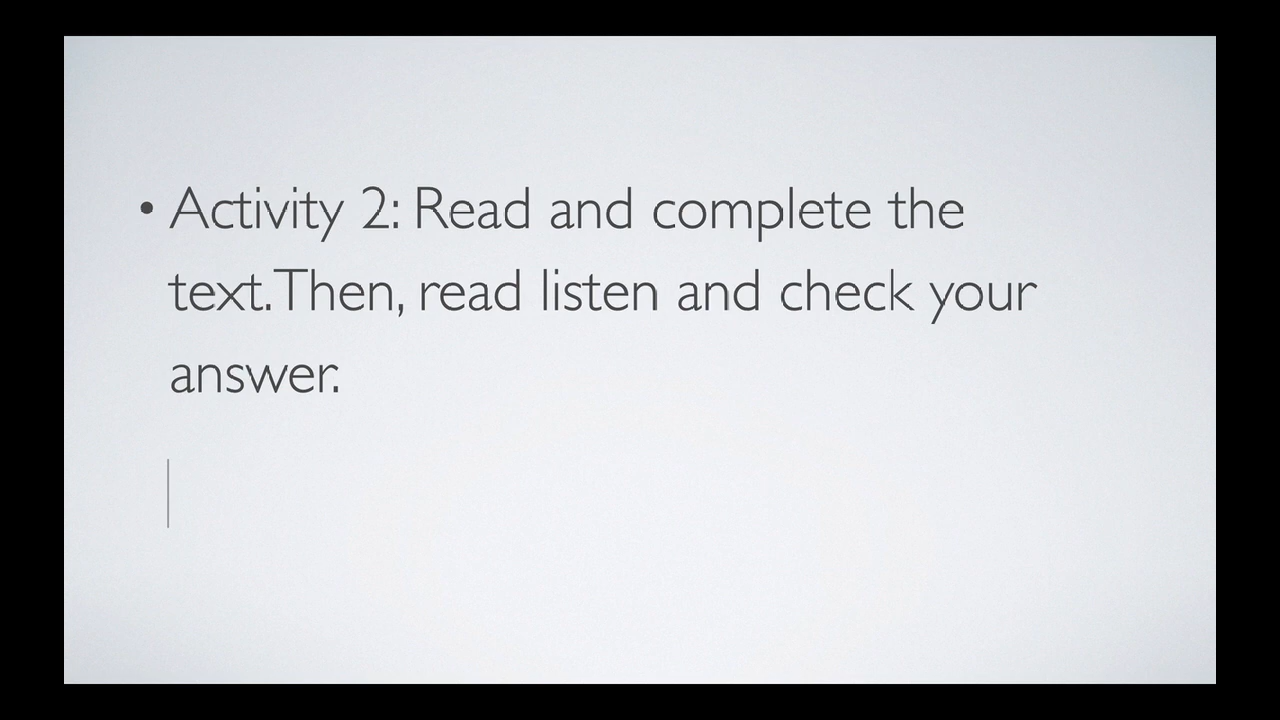 • Activity 2: Read and complete the
text. Then, read listen and check your
answer.